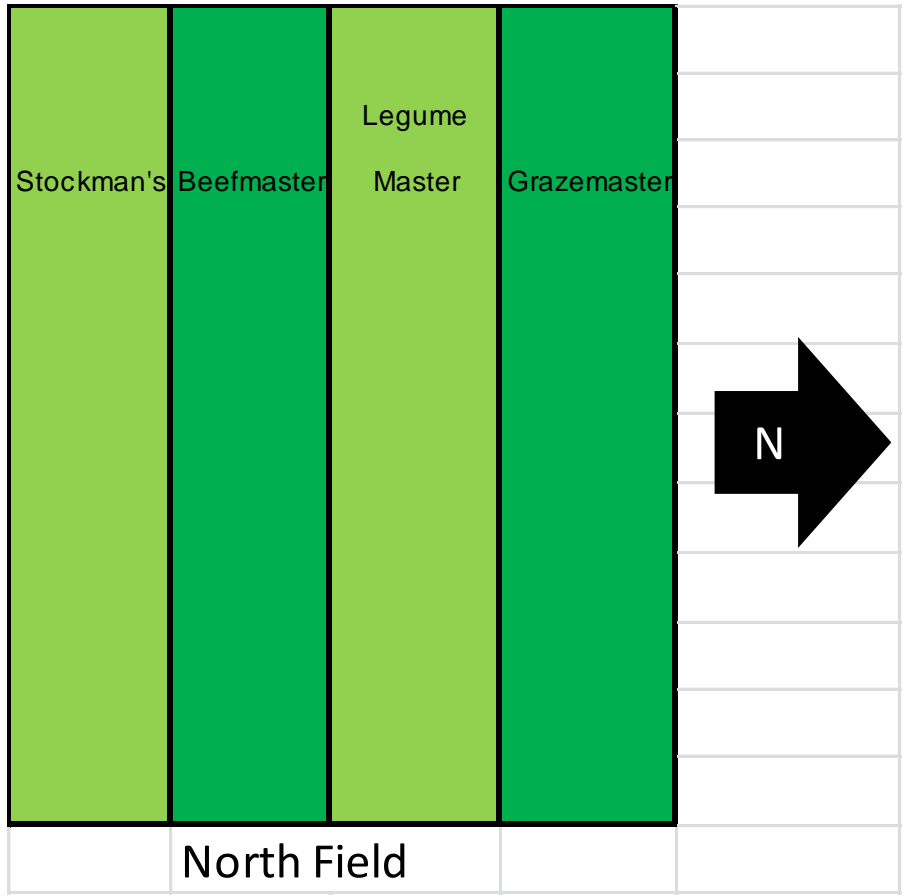 Stockman's
Beefmaster
Legume
Master
Grazemaster
N
North Field